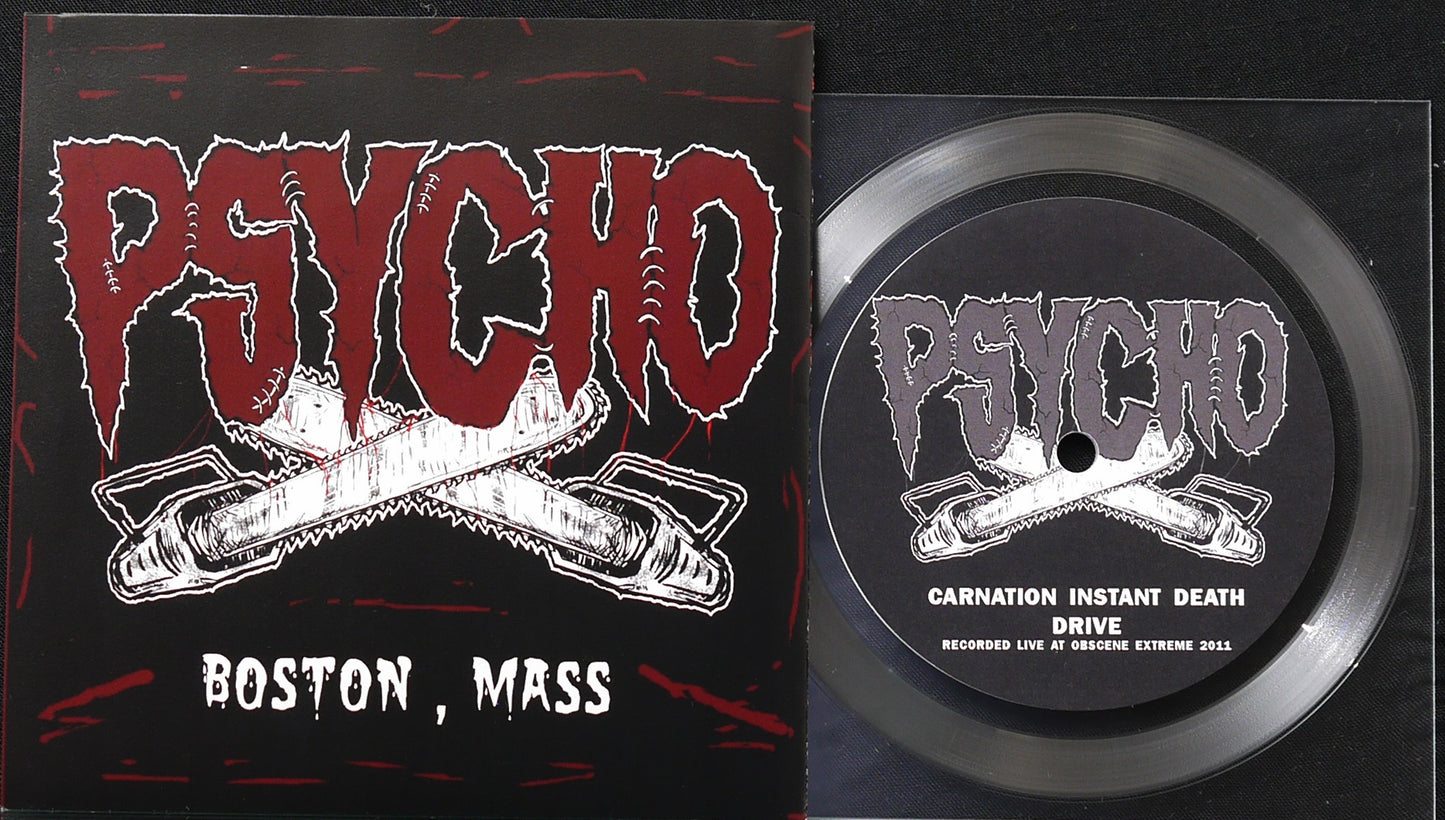 PSYCHO
BOSTON, MASS
PSYCHO
CARNATION INSTANT DEATH
DRIVE
RECORDED LIVE AT OBSCENE EXTREME 2011